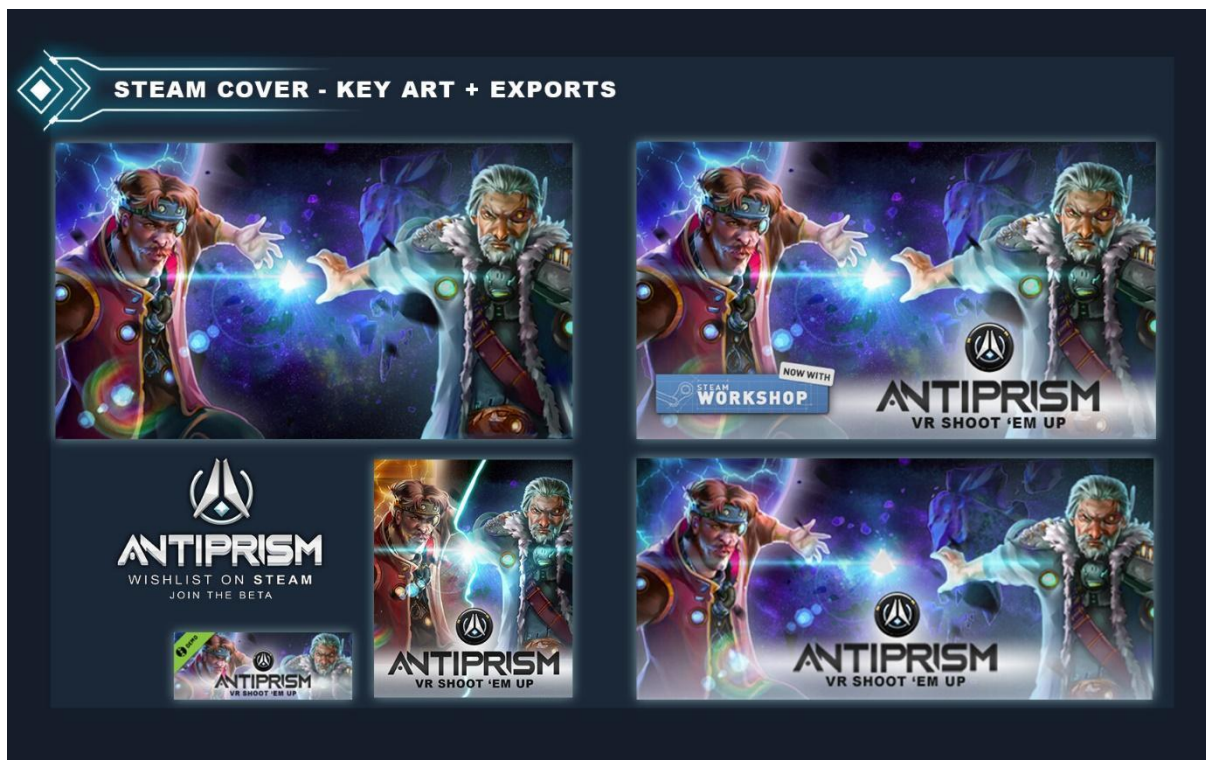 STEAM COVER - KEY ART + EXPORTS
NOW WITH
STEAM
WORKSHOP
ANTIPRISM
VR SHOOT ‘EM UP
ANTIPRISM
WISHLIST ON STEAM
JOIN THE BETA
DEMO
ANTIPRISM
VR SHOOT ‘EM UP
ANTIPRISM
VR SHOOT ‘EM UP
ANTIPRISM
VR SHOOT ‘EM UP